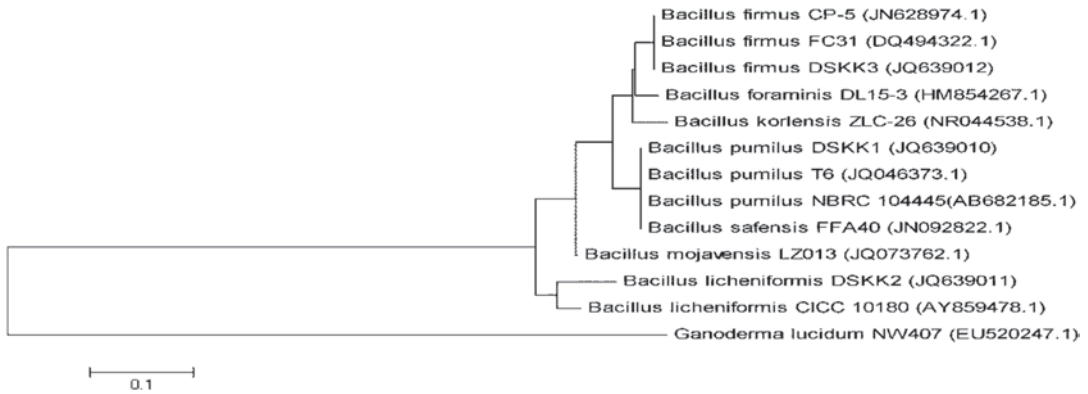 Bacillus firmus CP-5 (JN628974.1)
Bacillus firmus FC31 (DQ494322.1)
Bacillus firmus DSKK3 (JQ639012)
Bacillus foraminis DL15-3 (HM854267.1)
Bacillus korlensis ZLC-26 (NR044538.1)
Bacillus pumilus DSKK1 (JQ639010)
Bacillus pumilus T6 (JQ046373.1)
Bacillus pumilus NBRC 104445(AB682185.1)
Bacillus safensis FFA40 (JN092822.1)
Bacillus mojavensis LZ013 (JQ073762.1)
Bacillus licheniformis DSKK2 (JQ639011)
Bacillus licheniformis CICC 10180 (AY859478.1)
Ganoderma lucidum NW407 (EU520247.1)
0.1